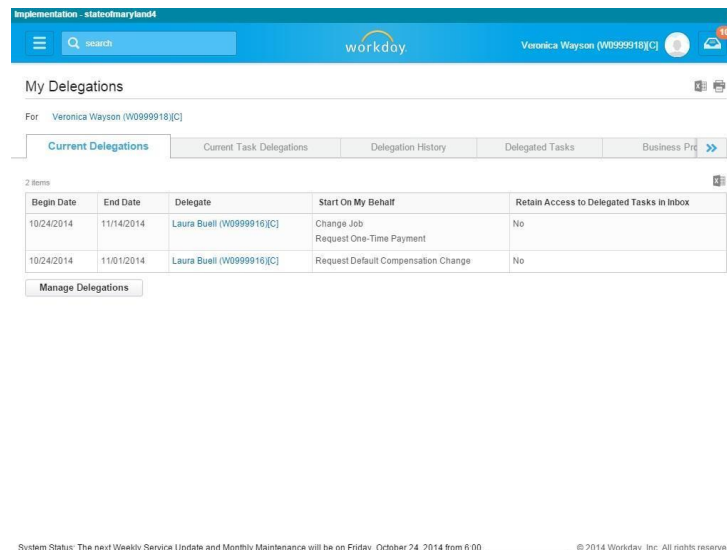 Implementation - stateofmaryland4
search
workday.
Veronica Wayson (W0999918)[C]
My Delegations
For Veronica Wayson (W0999918)[C]
Current Delegations Current Task Delegations Delegation History Delegated Tasks Business Pro
2 items
Begin Date End Date Delegate Start On My Behalf Retain Access to Delegated Tasks in Inbox
10/24/2014 11/14/2014 Laura Buell (W0999916)[C] Change Job No
Request One-Time Payment
10/24/2014 11/01/2014 Laura Buell (W0999916)[C] Request Default Compensation Change No
Manage Delegations
System Status: The next Weekly Service Update and Monthly Maintenance will be on Friday, October 24, 2014 from 6:00 © 2014 Workday, Inc. All rights reserve